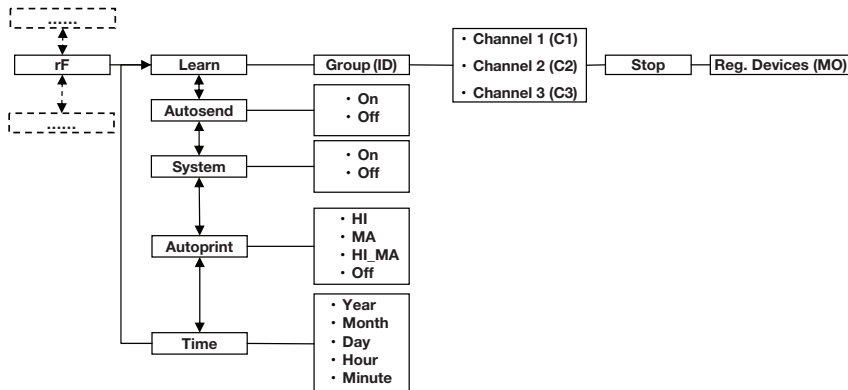 ......
rF
......
Learn
Group (ID)
• Channel 1 (C1)
• Channel 2 (C2)
• Channel 3 (C3)
Stop
Reg. Devices (MO)
Autosend
• On
• Off
System
• On
• Off
Autoprint
• HI
• MA
• HI_MA
• Off
Time
• Year
• Month
• Day
• Hour
• Minute